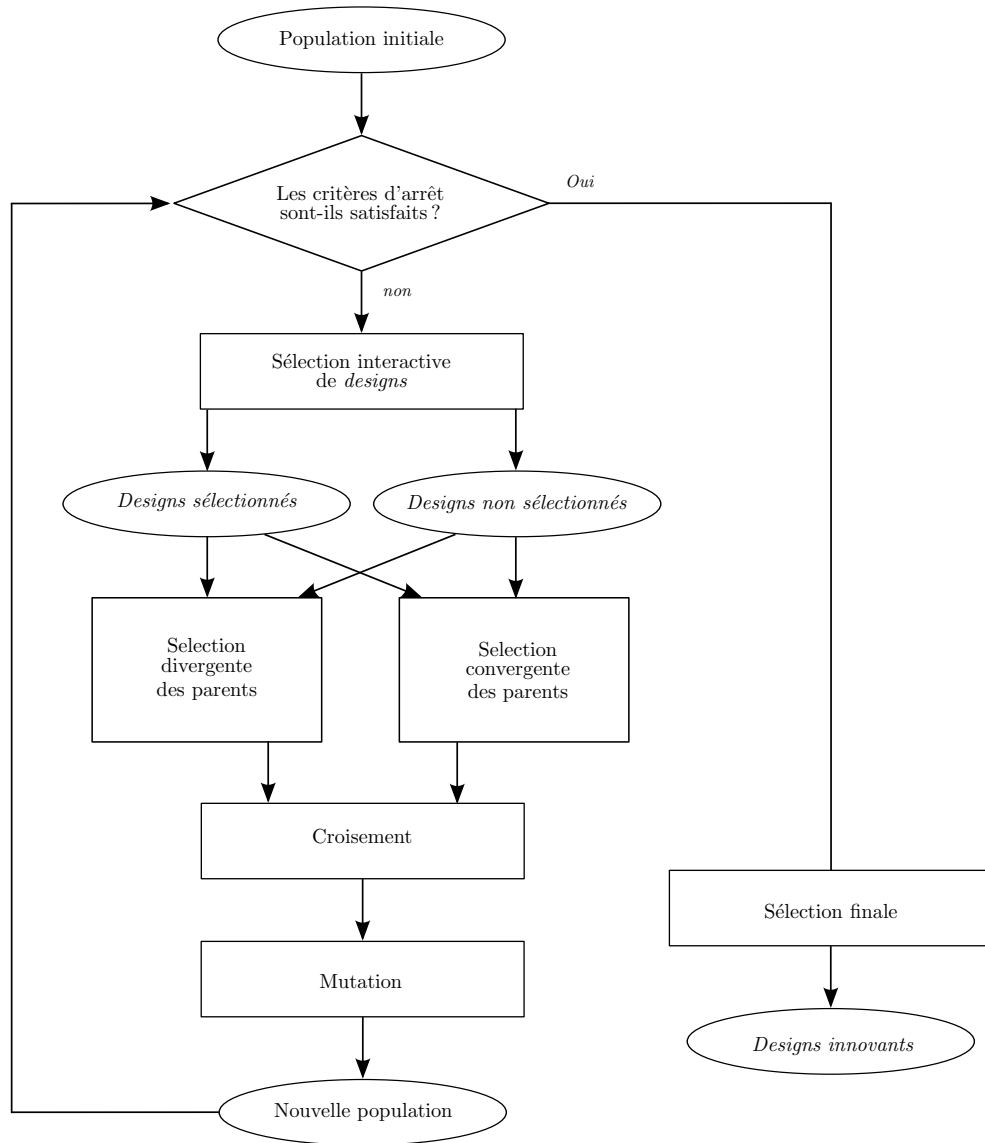 Population initiale
Oui
Les critères d'arrêt
sont-ils satisfaits ?
non
Sélection interactive
de designs
Designs sélectionnés
Designs non sélectionnés
Selection
divergente
des parents
Selection
convergente
des parents
Croisement
Sélection finale
Mutation
Designs innovants
Nouvelle population